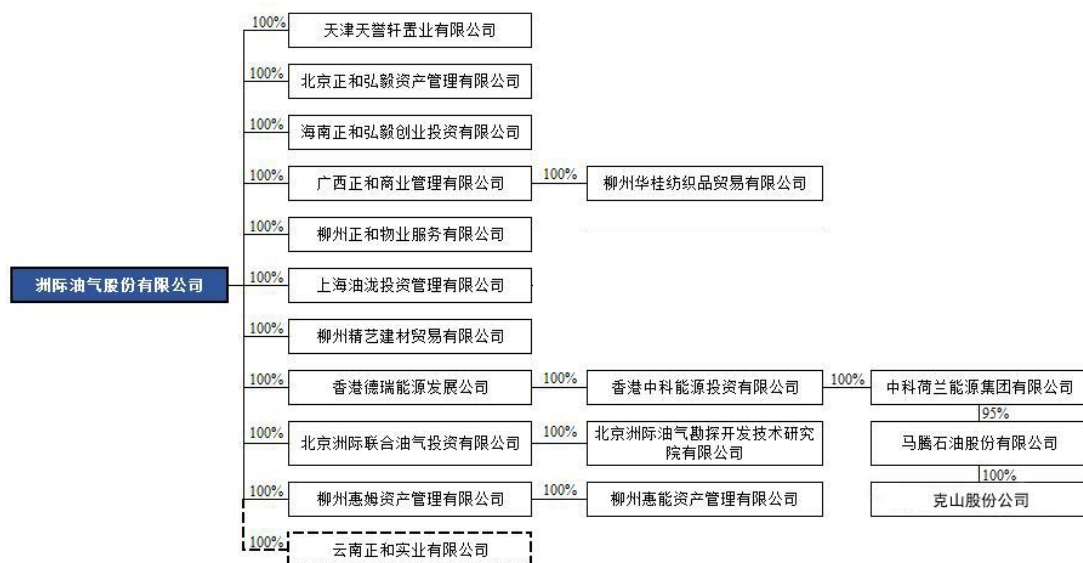 100%
天津天誉轩置业有限公司
100%
北京正和弘毅资产管理有限公司
100%
海南正和弘毅创业投资有限公司
100%
广西正和商业管理有限公司
100%
柳州华桂纺织品贸易有限公司
100%
柳州正和物业服务有限公司
洲际油气股份有限公司
100%
上海油泷投资管理有限公司
100%
柳州精艺建材贸易有限公司
100%
香港德瑞能源发展公司
100%
香港中科能源投资有限公司
100%
中科荷兰能源集团有限公司
95%
100%
北京洲际联合油气投资有限公司
100%
北京洲际油气勘探开发技术研究
院有限公司
马腾石油股份有限公司
100%
100%
柳州惠姆资产管理有限公司
100%
柳州惠能资产管理有限公司
克山股份公司
100%
云南正和实业有限公司